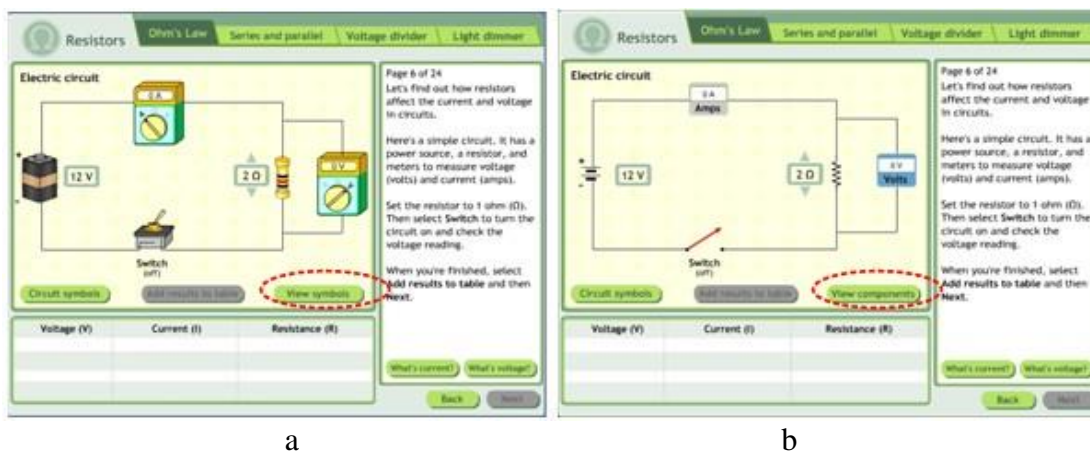 Resistors
Ohm's Law
Series and parallel
Voltage divider
Light dimmer
Electric circuit
0 A
+
12 V
-
2 Ω
0 V
Switch
(off)
Circuit symbols
Add results to table
View symbols
Voltage (V)
Current (I)
Resistance (R)
Page 6 of 24
Let's find out how resistors
affect the current and voltage
in circuits.
Here's a simple circuit. It has a
power source, a resistor, and
meters to measure voltage
(volts) and current (amps).
Set the resistor to 1 ohm (Ω).
Then select Switch to turn the
circuit on and check the
voltage reading.
When you're finished, select
Add results to table and then
Next.
What's current?
What's voltage?
Back
Next
a
Resistors
Ohm's Law
Series and parallel
Voltage divider
Light dimmer
Electric circuit
0 A
Amps
+
12 V
-
2 Ω
0 V
Volts
Switch
(off)
Circuit symbols
Add results to table
View components
Voltage (V)
Current (I)
Resistance (R)
Page 6 of 24
Let's find out how resistors
affect the current and voltage
in circuits.
Here's a simple circuit. It has a
power source, a resistor, and
meters to measure voltage
(volts) and current (amps).
Set the resistor to 1 ohm (Ω).
Then select Switch to turn the
circuit on and check the
voltage reading.
When you're finished, select
Add results to table and then
Next.
What's current?
What's voltage?
Back
Next
b